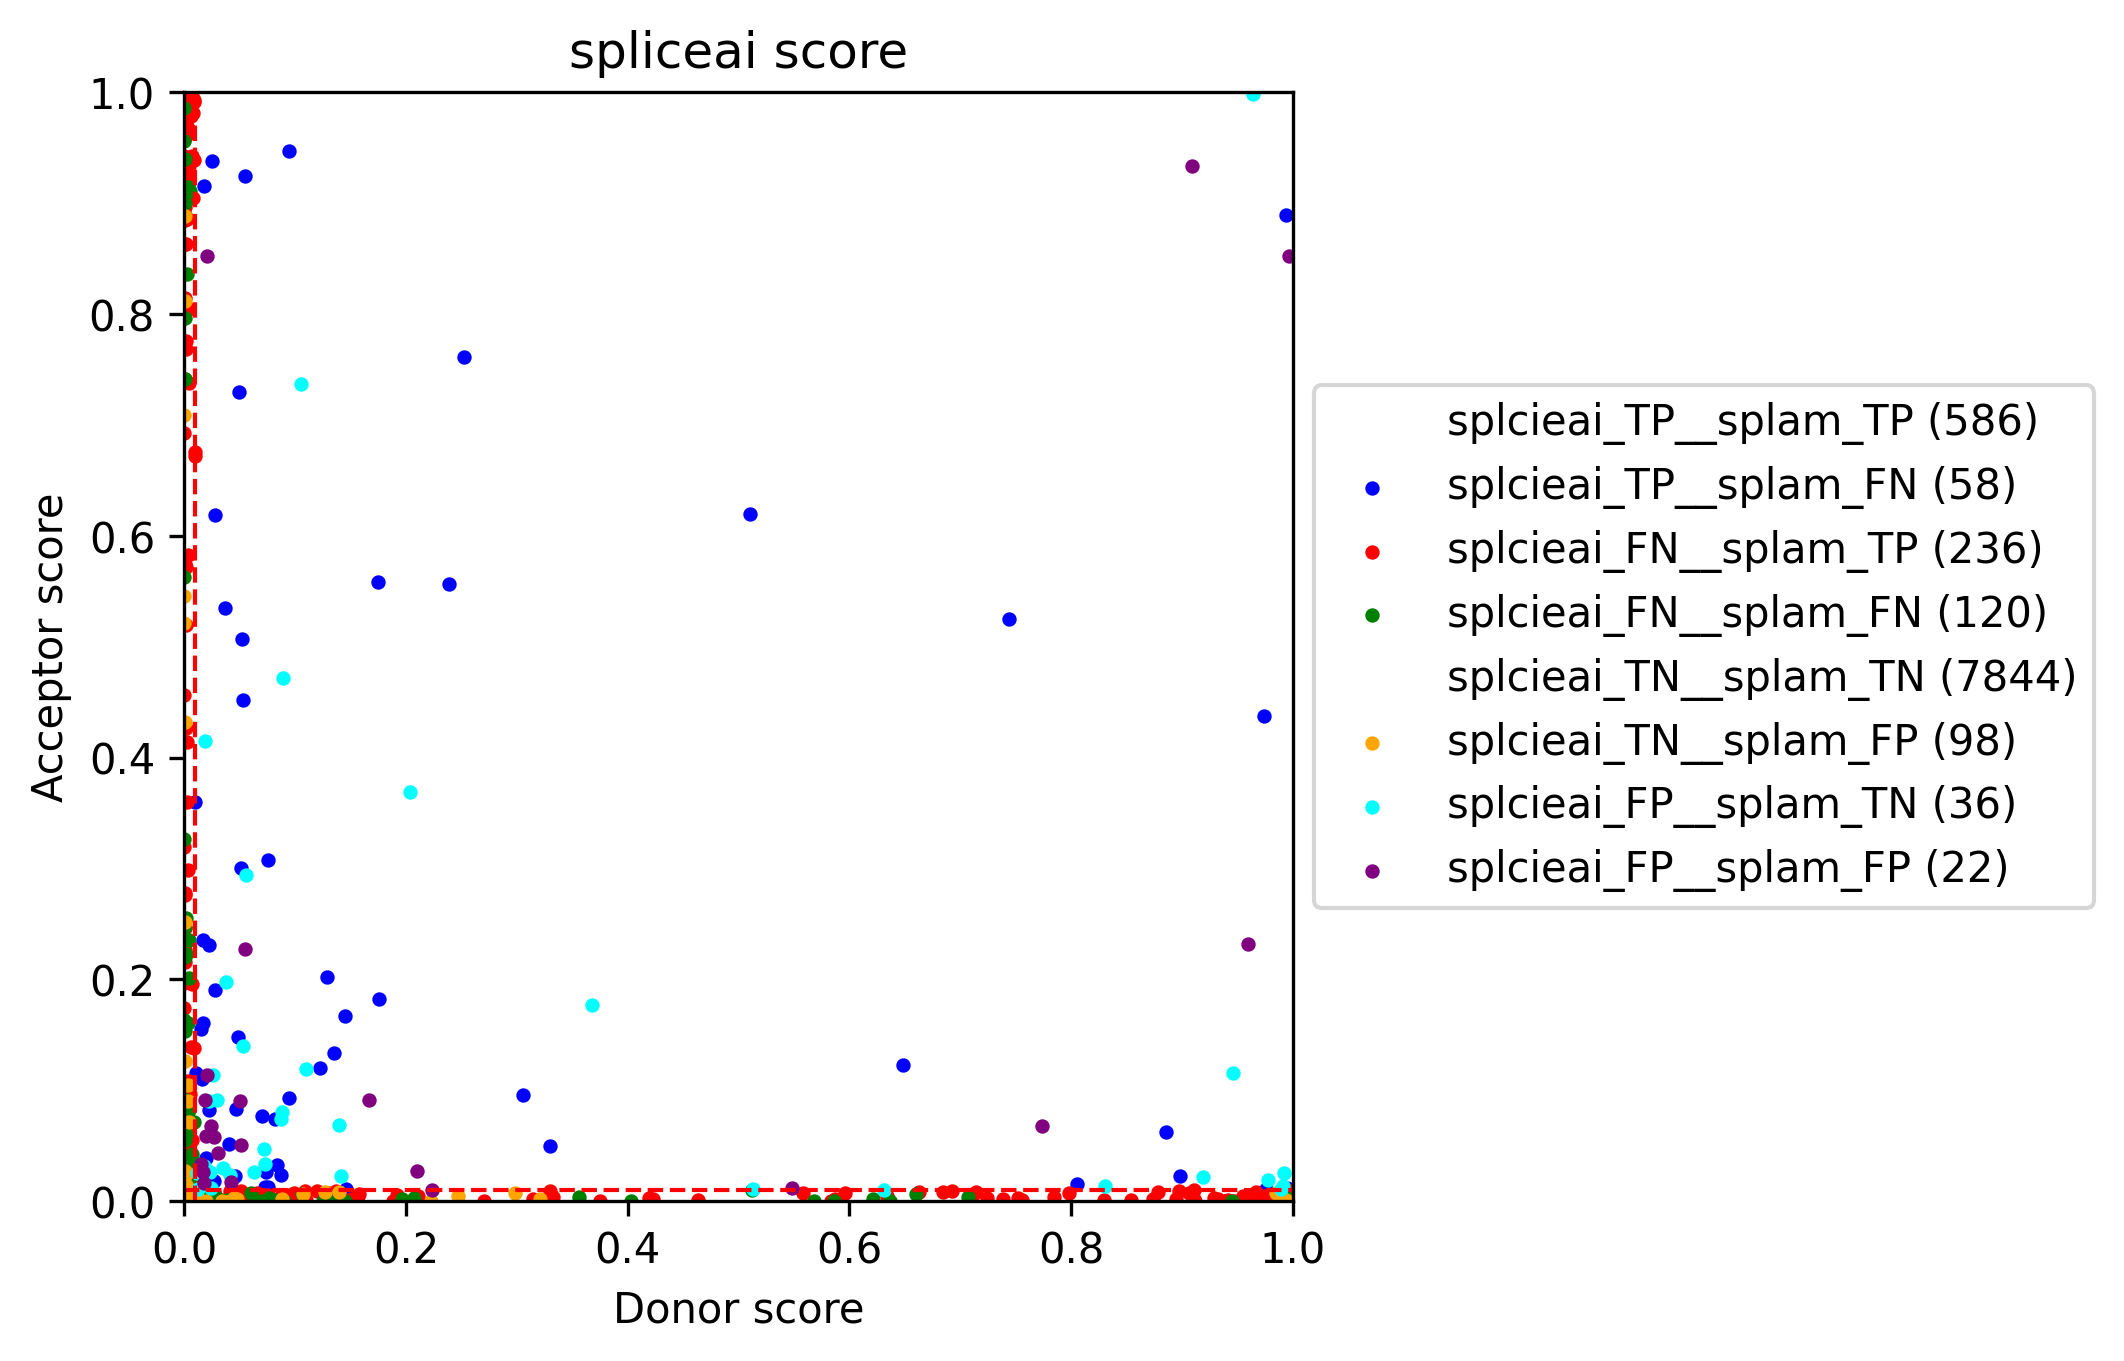 spliceai score
1.0
0.8
0.6
0.4
0.2
0.0
Acceptor score
0.0 0.2 0.4 0.6 0.8 1.0
Donor score
splcieai_TP__splam_TP (586)
splcieai_TP__splam_FN (58)
splcieai_FN__splam_TP (236)
splcieai_FN__splam_FN (120)
splcieai_TN__splam_TN (7844)
splcieai_TN__splam_FP (98)
splcieai_FP__splam_TN (36)
splcieai_FP__splam_FP (22)